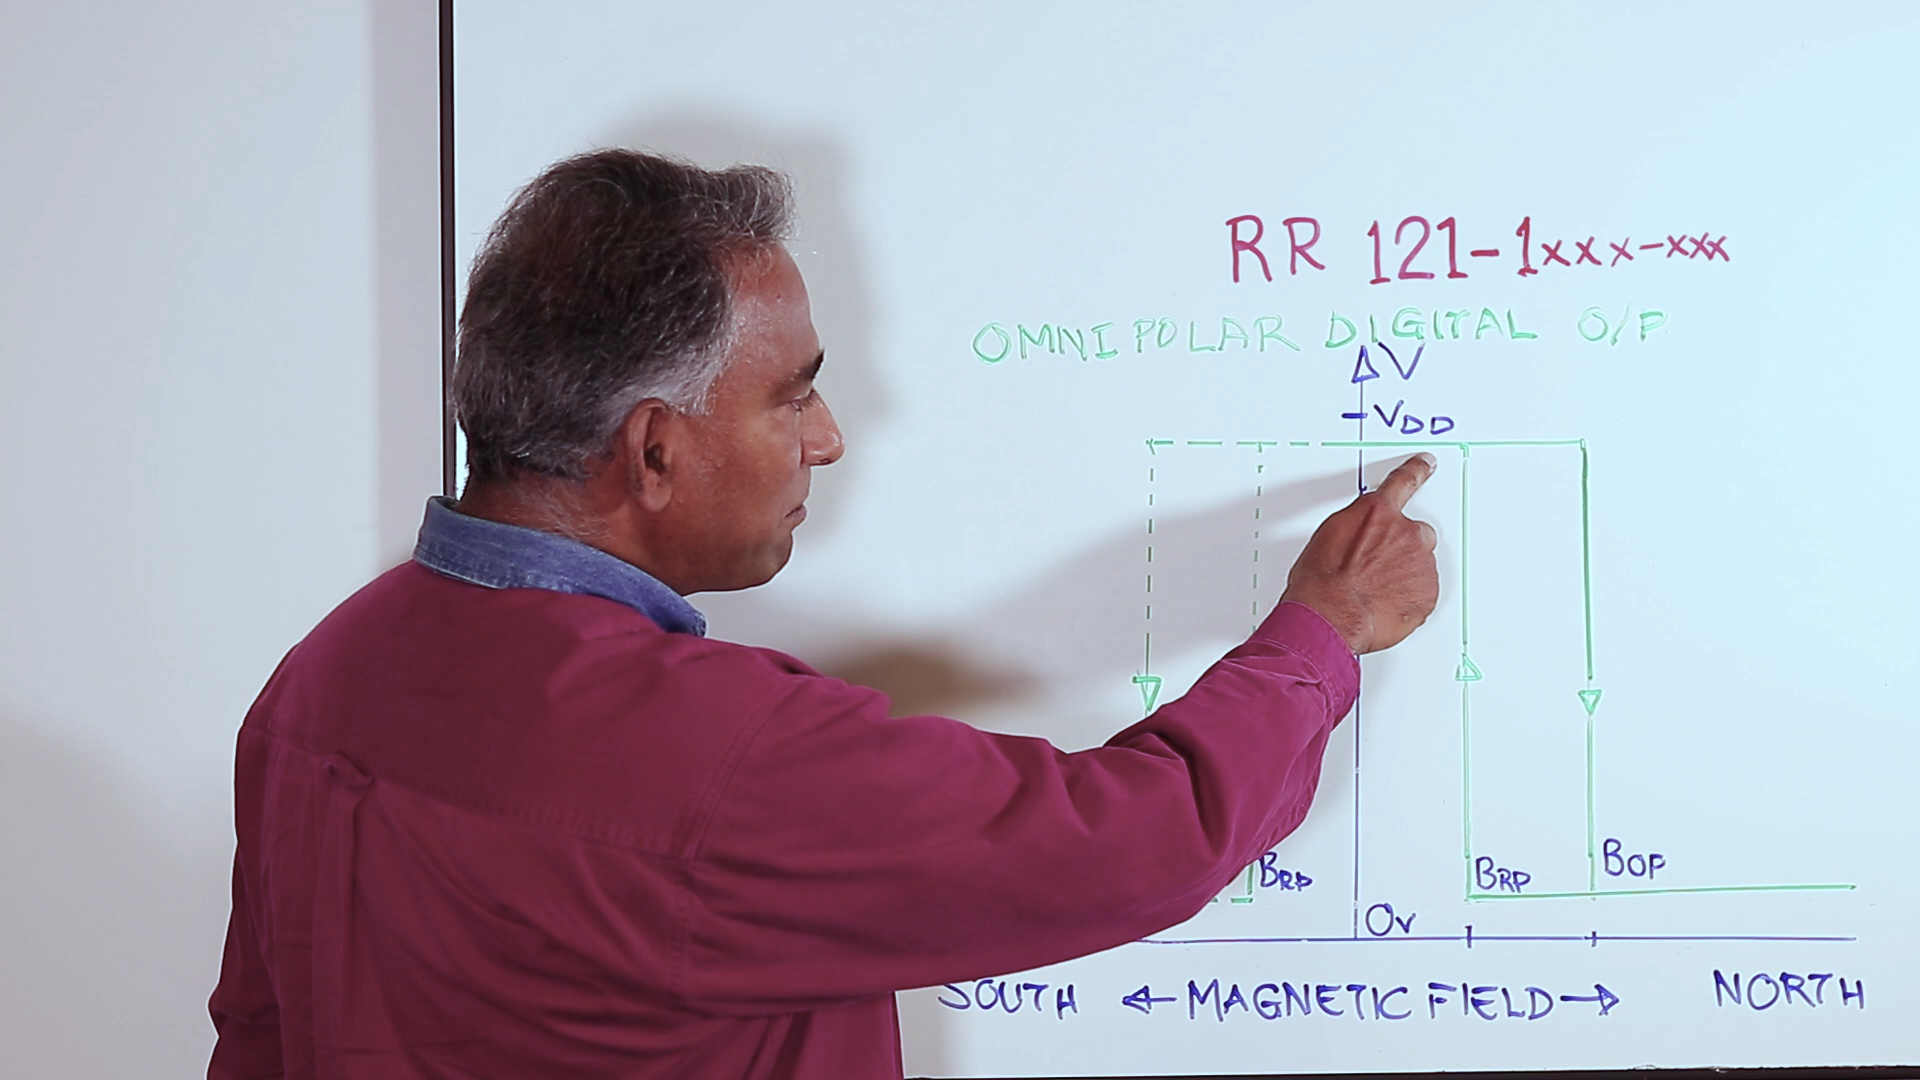 RR 121-1xxx-xxx
OMNIPOLAR DIGITAL O/P
V
VDD
BRP
BRP
BOP
0V
SOUTH ← MAGNETIC FIELD → NORTH